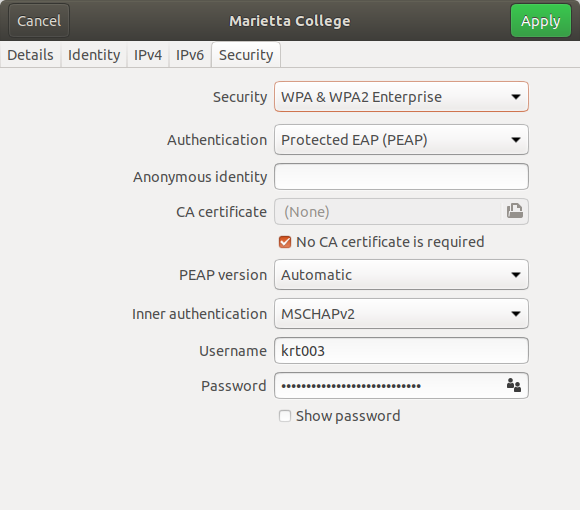 Cancel Marietta College Apply
Details Identity IPv4 IPv6 Security
Security WPA & WPA2 Enterprise
Authentication Protected EAP (PEAP)
Anonymous identity
CA certificate (None)
No CA certificate is required
PEAP version Automatic
Inner authentication MSCHAPv2
Username krt003
Password ••••••••••••••••••••••••••••
Show password